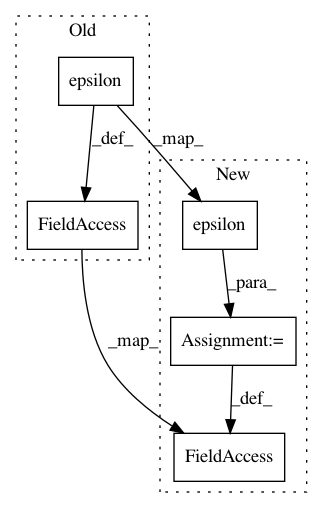 Old
epsilon
_def_
_map_
New
FieldAccess
epsilon
_para_
_map_
Assignment:=
_def_
FieldAccess